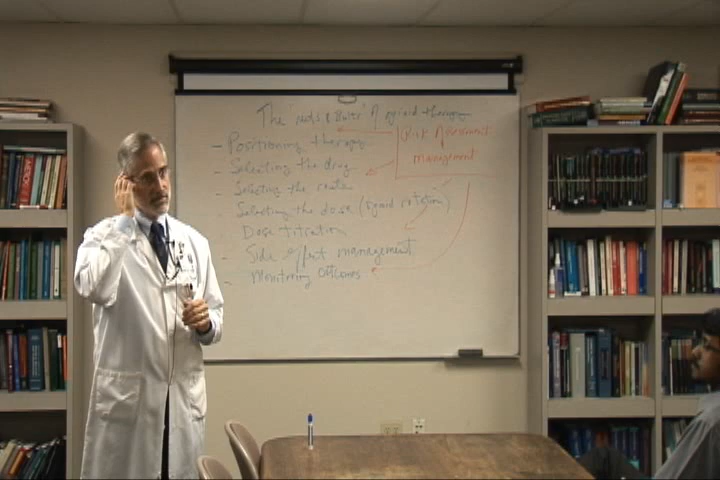 The "Nuts & Bolts" of opioid therapy
- Positioning therapy
- Selecting the drug
- Selecting the route
Selecting the dose (opioid rotation)
Dose titration
- Side effect management
- Monitoring Outcomes
Risk Assessment
Management